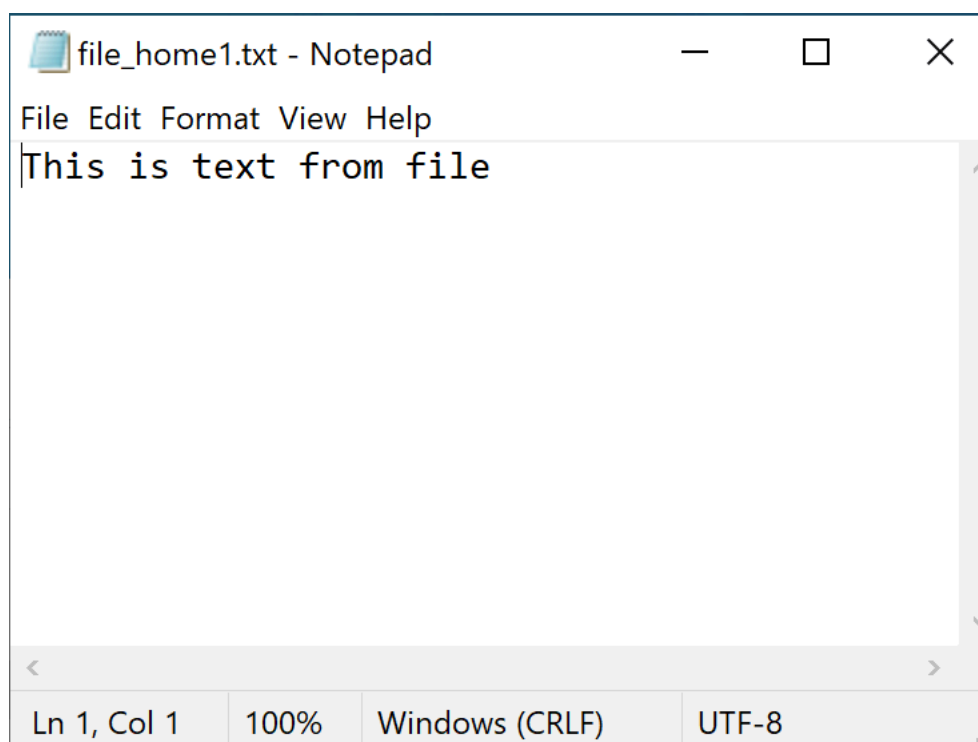 file_home1.txt - Notepad
File Edit Format View Help
This is text from file
Ln 1, Col 1 100% Windows (CRLF) UTF-8